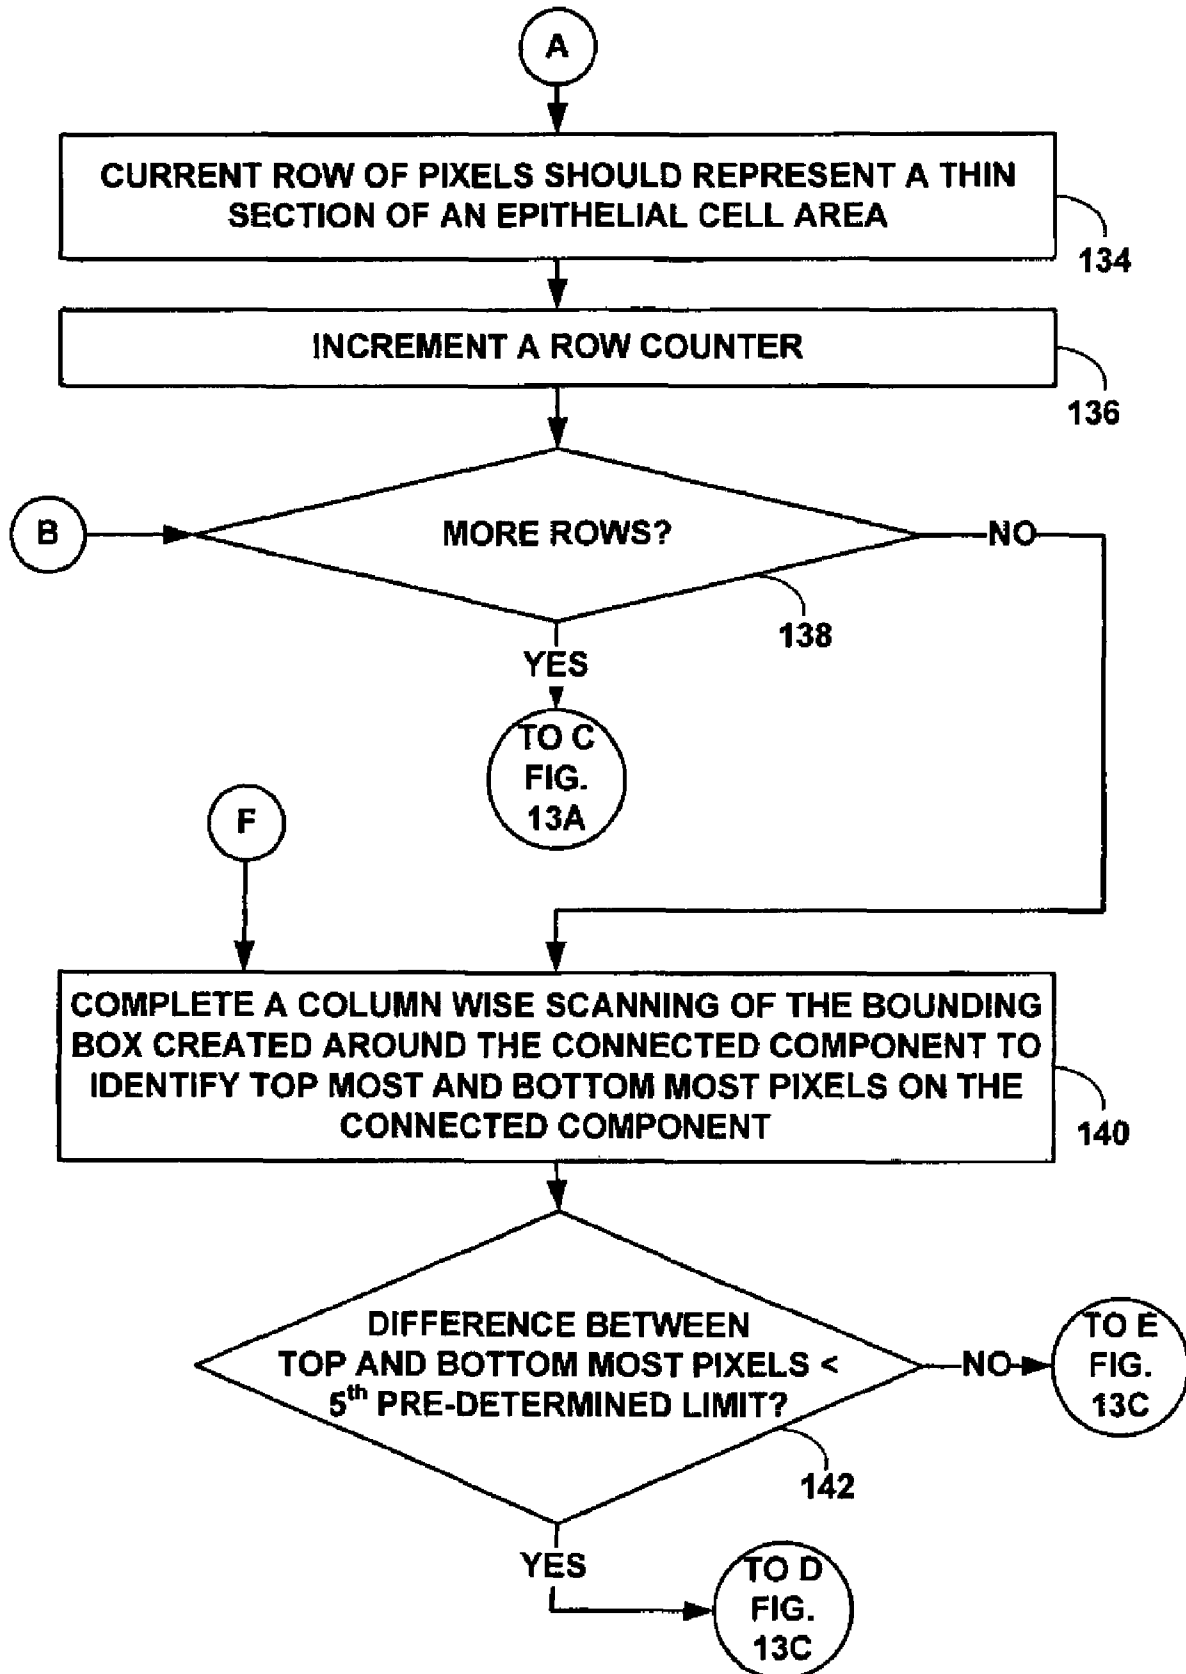 A
CURRENT ROW OF PIXELS SHOULD REPRESENT A THIN
SECTION OF AN EPITHELIAL CELL AREA
134
INCREMENT A ROW COUNTER
136
B
MORE ROWS?
NO
138
YES
TO C
FIG.
13A
F
COMPLETE A COLUMN WISE SCANNING OF THE BOUNDING
BOX CREATED AROUND THE CONNECTED COMPONENT TO
IDENTIFY TOP MOST AND BOTTOM MOST PIXELS ON THE
CONNECTED COMPONENT
140
DIFFERENCE BETWEEN
TOP AND BOTTOM MOST PIXELS <
5th PRE-DETERMINED LIMIT?
NO
TO E
FIG.
13C
142
YES
TO D
FIG.
13C